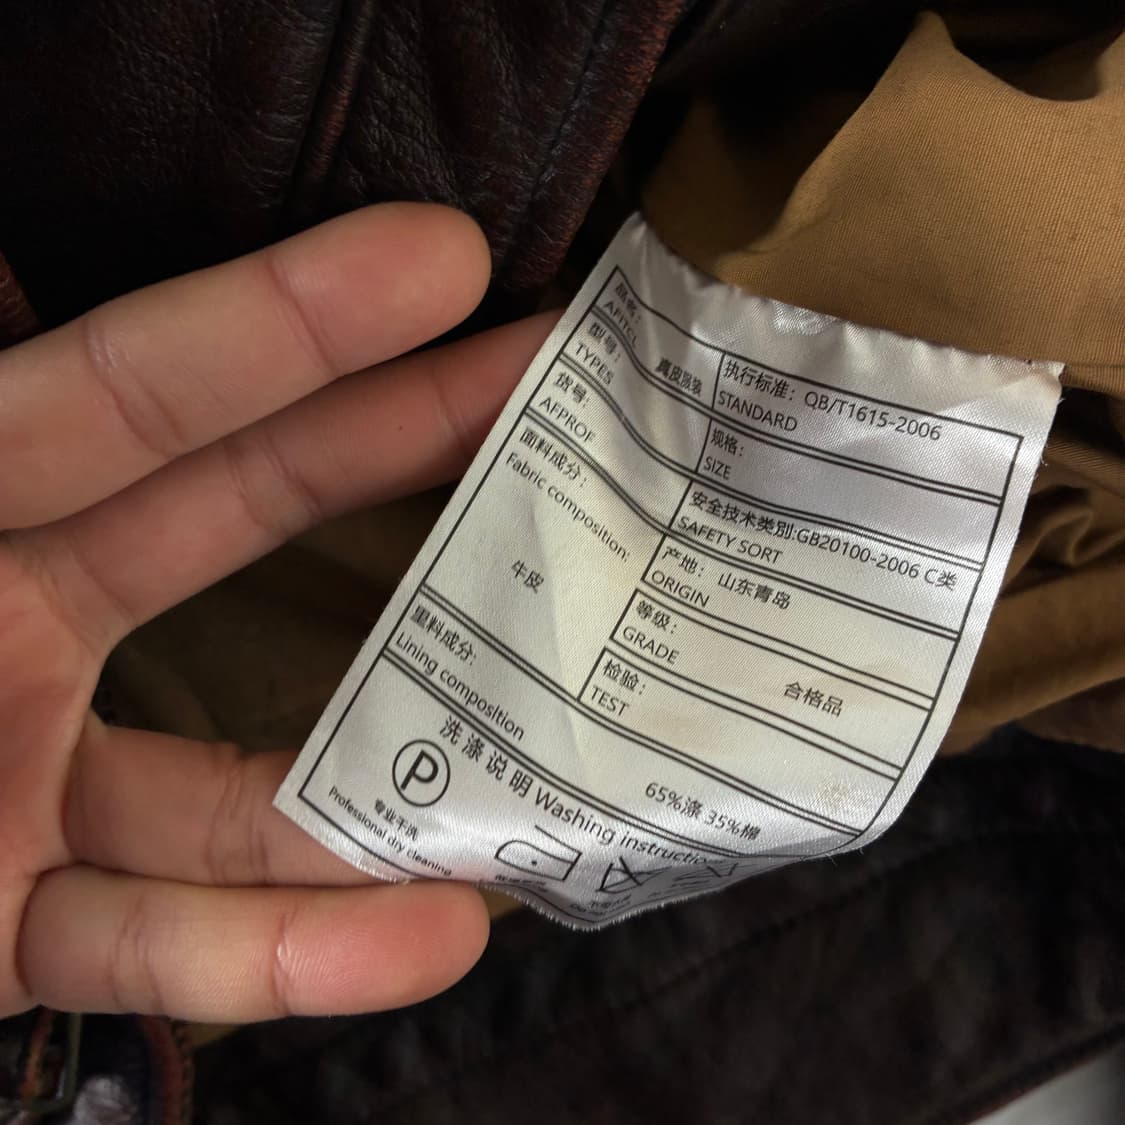 品名：
AFITCL
真皮服装
执行标准：QB/T1615-2006
STANDARD
型号：
TYPES
规格：
SIZE
货号：
AFPROF
安全技术类别:GB20100-2006 C类
SAFETY SORT
面料成分：
Fabric composition:
牛皮
产地： 山东青岛
ORIGIN
等级：
GRADE
合格品
检验：
TEST
里料成分:
Lining composition
65%涤 35%棉
洗涤说明 Washing instructio
P
专业干洗
Professional dry cleaning